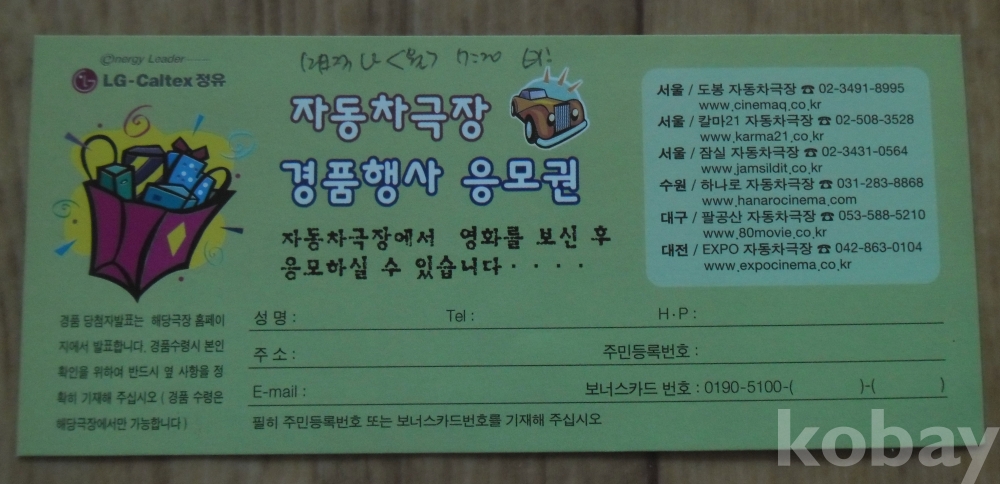 ⓔnergy Leader
LG-Caltex정유
7:20
자동차극장
경품행사 응모권
자동차극장에서 영화를 보신 후
응모하실 수 있습니다 · · · ·
서울 / 도봉 자동차극장 ☎ 02-3491-8995
www.cinemaq.co.kr
서울 / 칼마21 자동차극장 ☎ 02-508-3528
www.karma21.co.kr
서울 / 잠실 자동차극장 ☎ 02-3431-0564
www.jamsildit.co.kr
수원 / 하나로 자동차극장 ☎ 031-283-8868
www.hanarocinema.com
대구 / 팔공산 자동차극장 ☎ 053-588-5210
www.80movie.co.kr
대전 / EXPO 자동차극장 ☎ 042-863-0104
www.expocinema.co.kr
경품 당첨자발표는 해당극장 홈페이
지에서 발표합니다. 경품수령시 본인
확인을 위하여 반드시 옆 사항을 정
확히 기재해 주십시오 ( 경품 수령은
해당극장에서만 가능합니다 )
성 명 : Tel : H·P :
주 소 : 주민등록번호 :
E-mail : 보너스카드 번호 : 0190-5100-( )-( )
필히 주민등록번호 또는 보너스카드번호를 기재해 주십시오
kobay